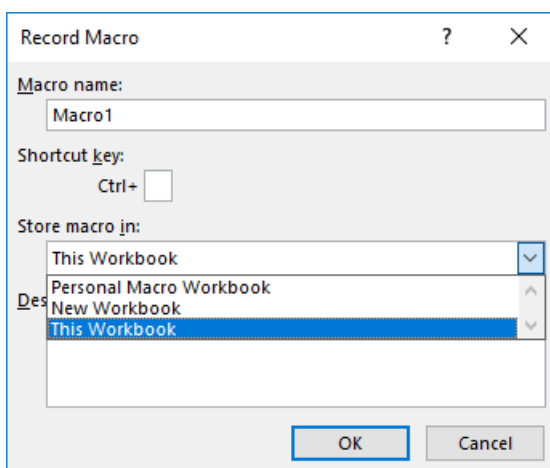 Record Macro ? ×
Macro name:
Macro1
Shortcut key:
Ctrl+
Store macro in:
This Workbook
Personal Macro Workbook
Des New Workbook
This Workbook
OK Cancel